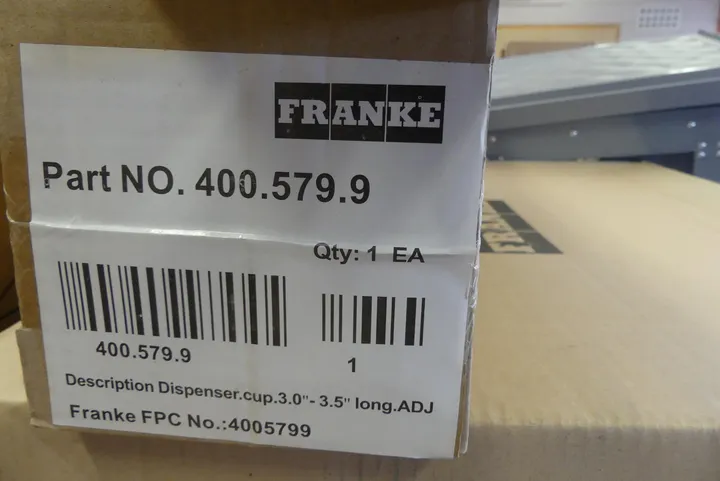 FRANKE
Part NO. 400.579.9
Qty: 1 EA
400.579.9
1
Description Dispenser.cup.3.0"- 3.5" long.ADJ
Franke FPC No.:4005799